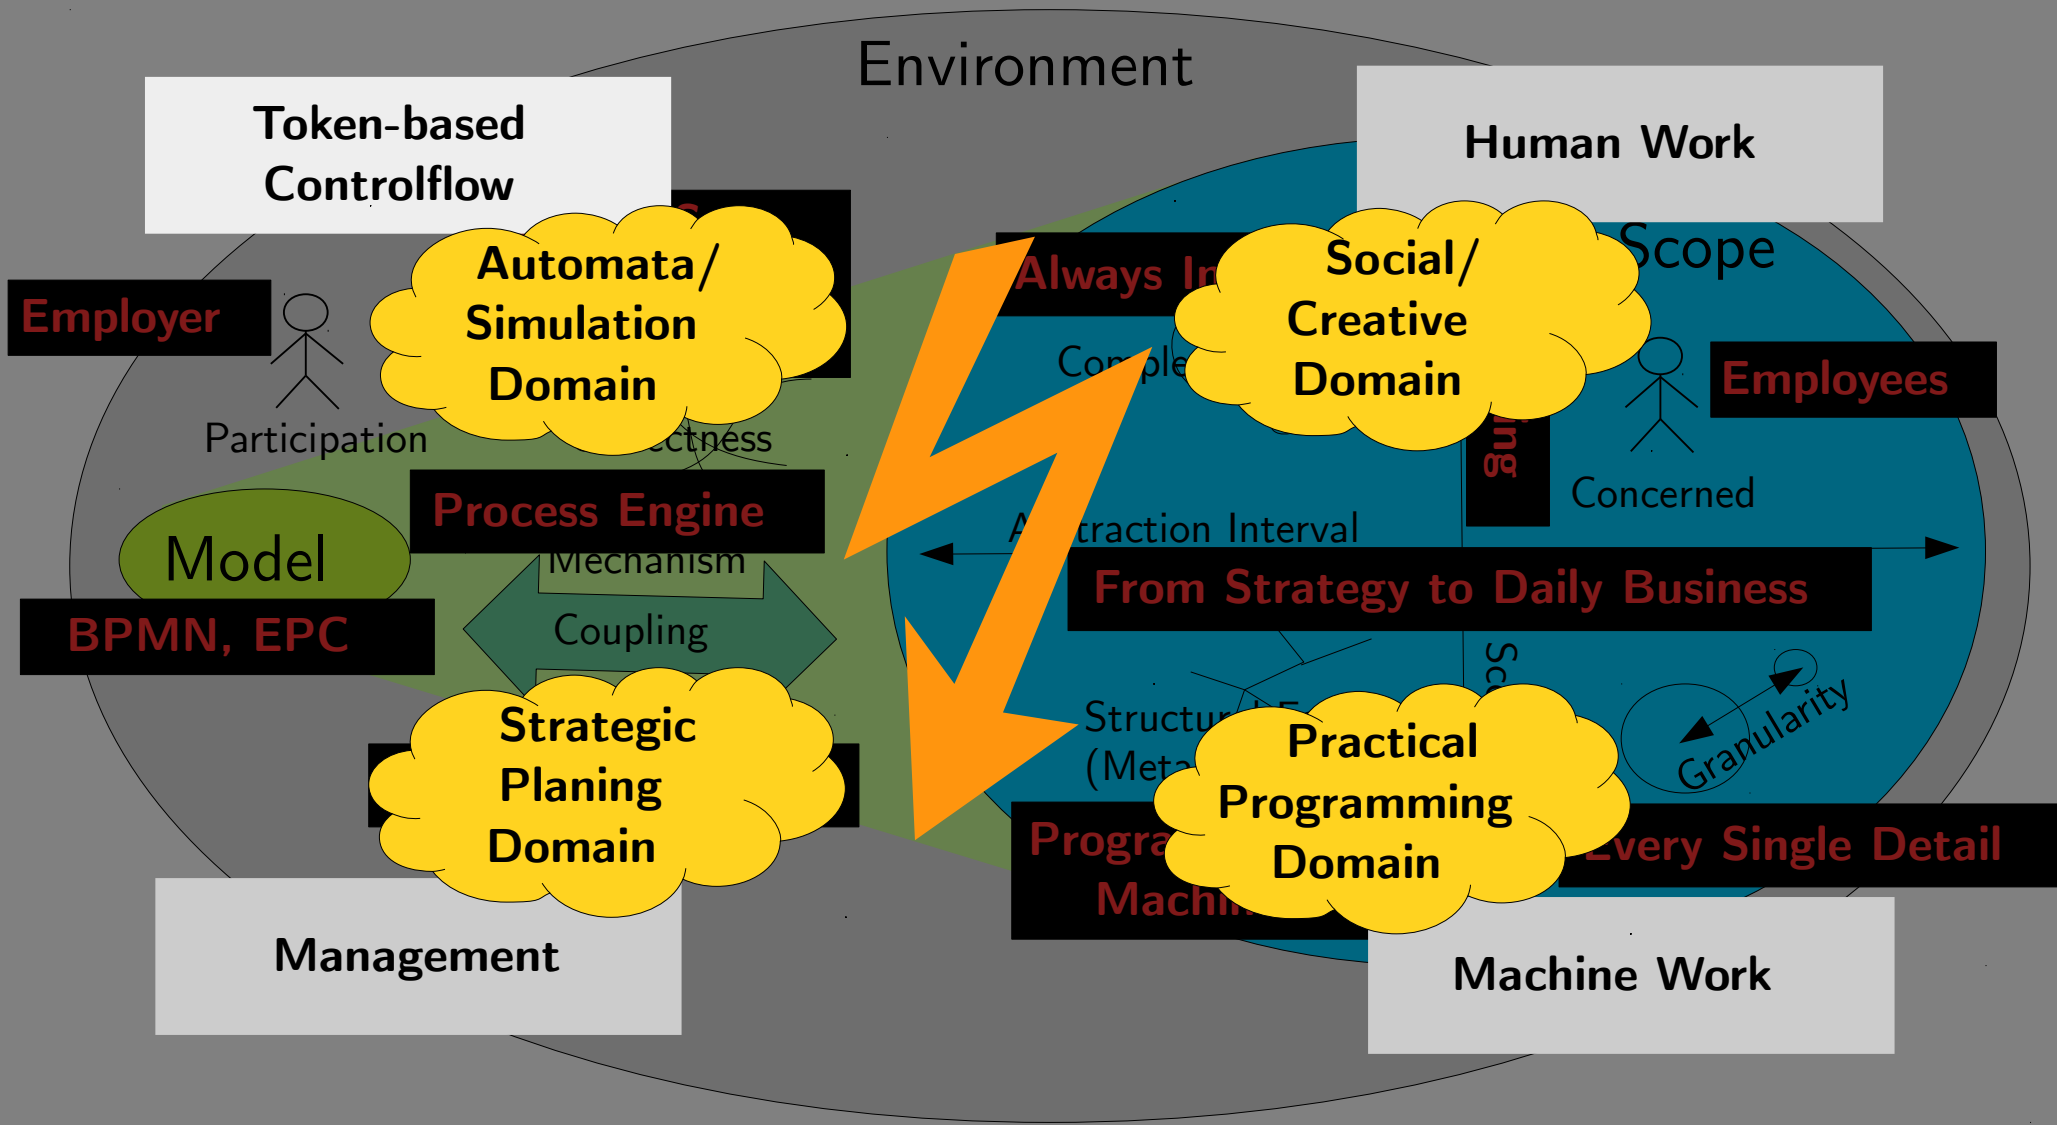 Environment
Token-based
Controlflow
Human Work
Scope
Automata/
Simulation
Domain
Social/
Creative
Domain
Always
Employer
Employees
Participation
Concerned
Process Engine
Mechanism
Interval
Model
From Strategy to Daily Business
BPMN, EPC
Coupling
Granularity
Strategic
Planing
Domain
Practical
Programming
Domain
Every Single Detail
Management
Machine Work